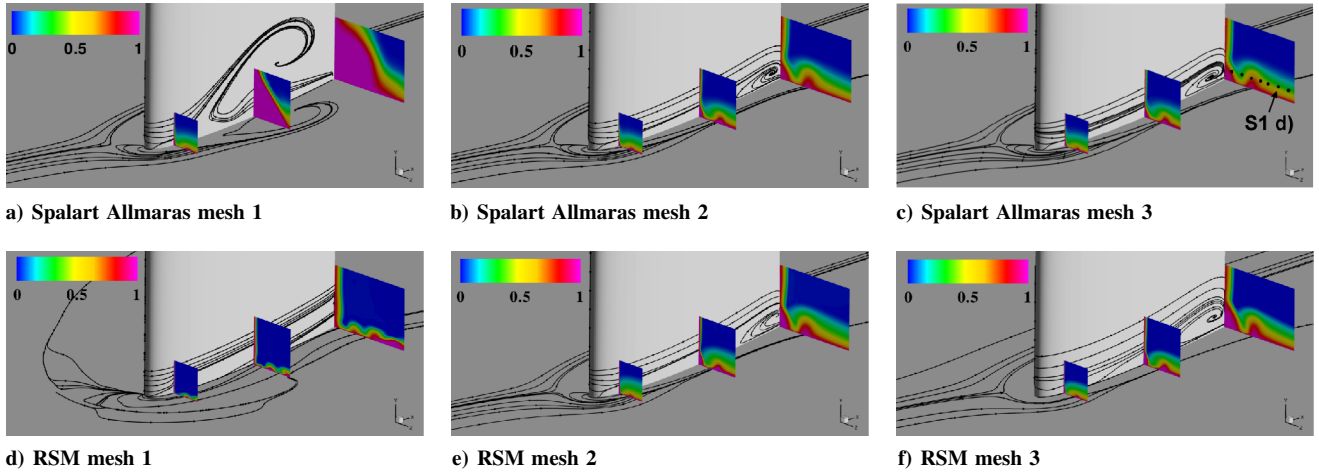 0 0.5 1
0 0.5 1
0 0.5 1
S1 d)
Y X Z
Y X Z
Y X Z
a) Spalart Allmaras mesh 1
b) Spalart Allmaras mesh 2
c) Spalart Allmaras mesh 3
0 0.5 1
0 0.5 1
0 0.5 1
Y X Z
Y X Z
Y X Z
d) RSM mesh 1
e) RSM mesh 2
f) RSM mesh 3